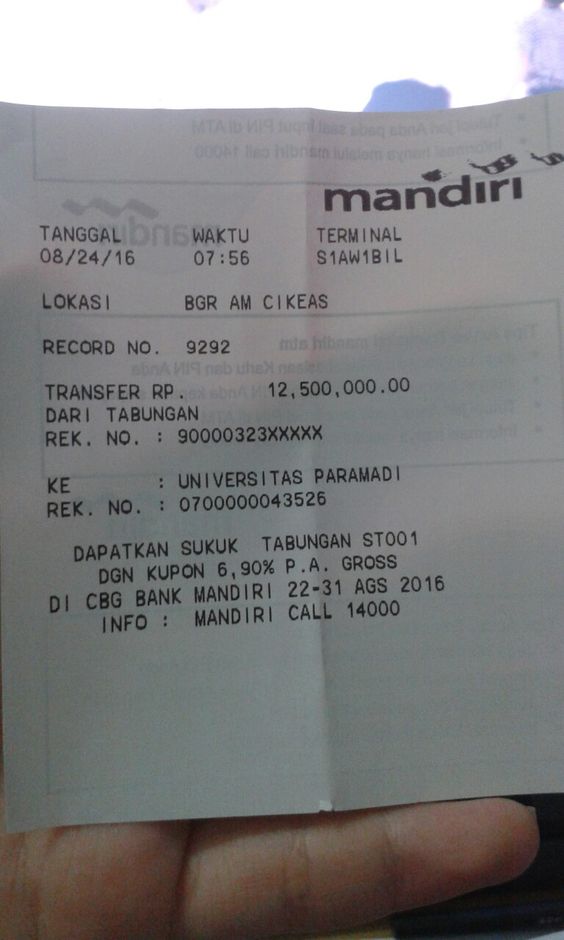 mandiri
TANGGAL WAKTU TERMINAL
08/24/16 07:56 S1AW1BIL
LOKASI BGR AM CIKEAS
RECORD NO. 9292
TRANSFER RP. 12,500,000.00
DARI TABUNGAN
REK. NO. : 90000323XXXXX
KE : UNIVERSITAS PARAMADI
REK. NO. : 0700000043526
DAPATKAN SUKUK TABUNGAN ST001
DGN KUPON 6,90% P.A. GROSS
DI CBG BANK MANDIRI 22-31 AGS 2016
INFO : MANDIRI CALL 14000